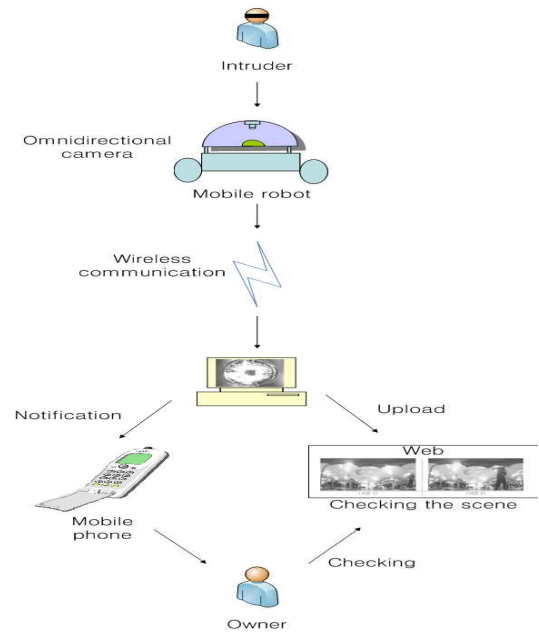 Intruder
Omnidirectional
camera
Mobile robot
Wireless
communication
Notification
Upload
Web
Checking the scene
Mobile
phone
Checking
Owner